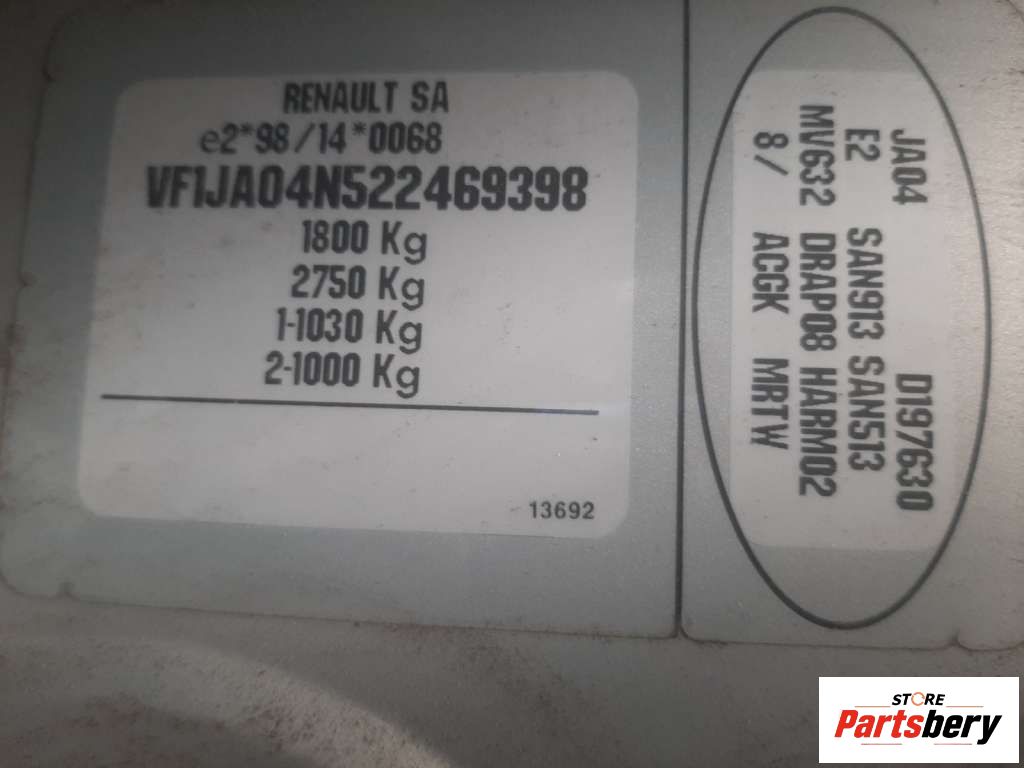 RENAULT SA
e2*98/14*0068
VF1JA04N522469398
1800 Kg
2750 Kg
1-1030 Kg
2-1000 Kg
13692
JA04 D197630
E2 SAN913 SAN513
MV632 DRAP08 HARM02
8/ ACGK MRTW
STORE
Partsbery